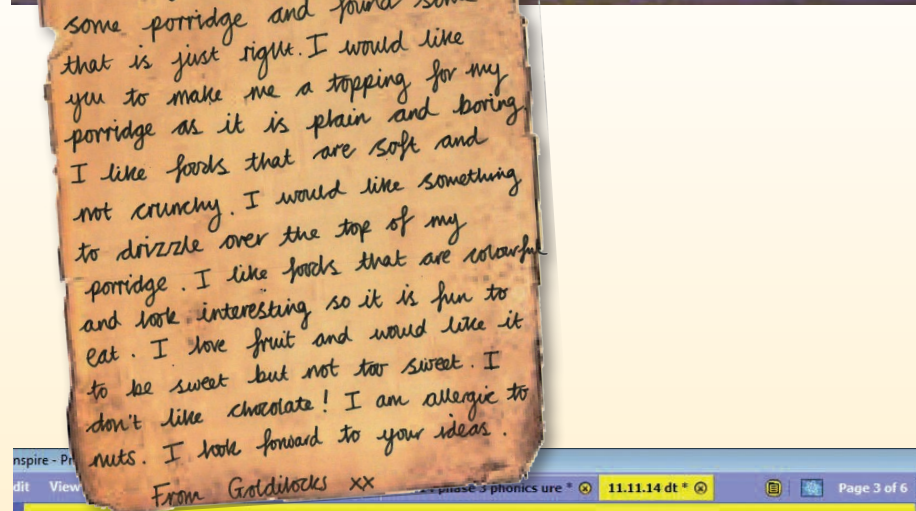 some porridge and found some
that is just right. I would like
you to make me a topping for my
porridge as it is plain and boring.
I like foods that are soft and
not crunchy. I would like something
to drizzle over the top of my
porridge. I like foods that are colourful
and look interesting so it is fun to
eat. I love fruit and would like it
to be sweet but not too sweet. I
don't like chocolate! I am allergic to
nuts. I look forward to your ideas.
From Goldilocks xx
nspire - Pr
dit View phase 3 phonics ure * 11.11.14 dt * Page 3 of 6